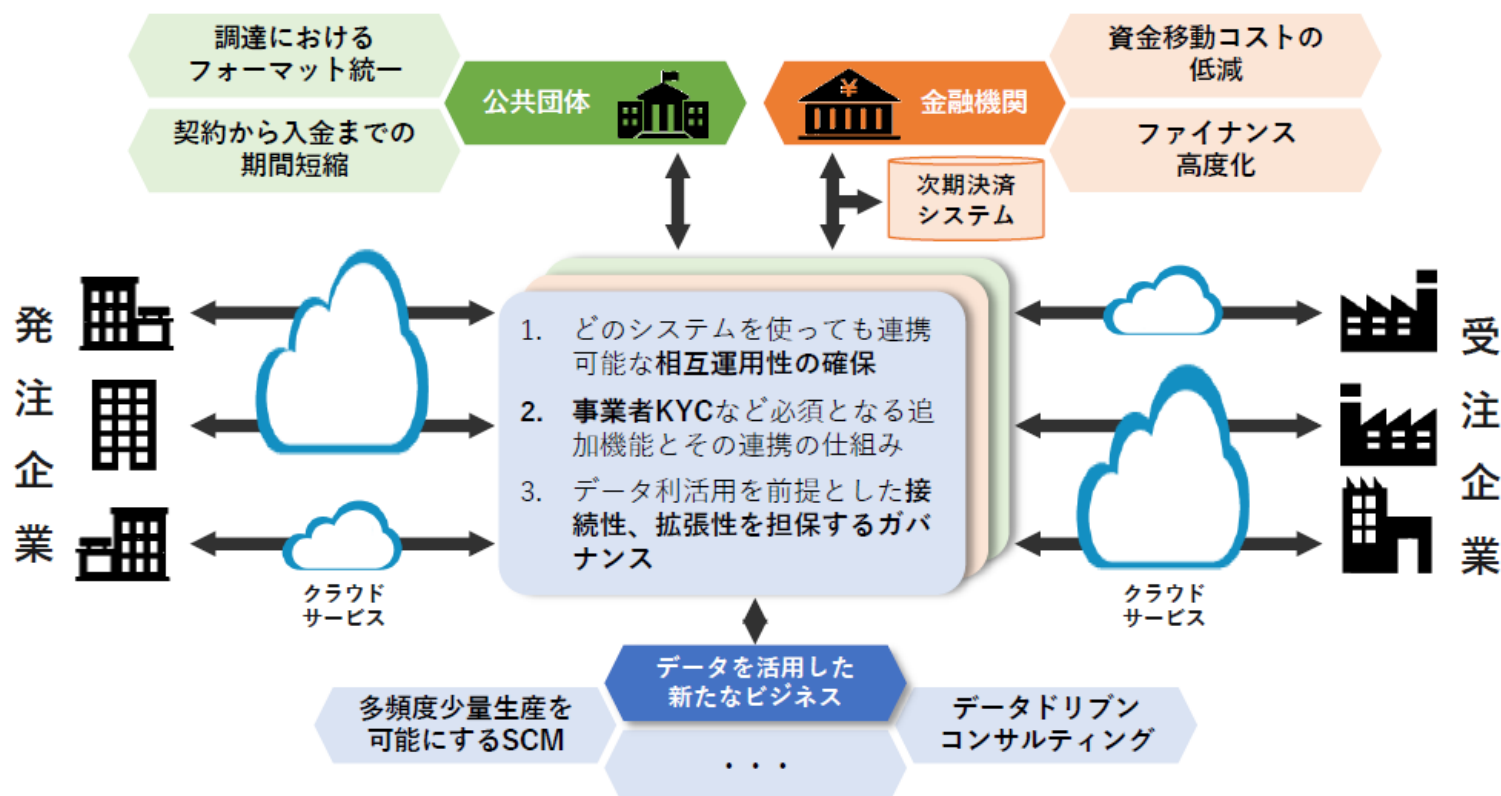 調達における
フォーマット統一
契約から入金までの
期間短縮
公共団体
¥
金融機関
資金移動コストの
低減
ファイナンス
高度化
次期決済
システム
発注企業
1. どのシステムを使っても連携
可能な相互運用性の確保
2. 事業者KYCなど必須となる追
加機能とその連携の仕組み
3. データ利活用を前提とした接
続性、拡張性を担保するガバ
ナンス
受注企業
クラウド
サービス
クラウド
サービス
データを活用した
新たなビジネス
多頻度少量生産を
可能にするSCM
データドリブン
コンサルティング
・・・